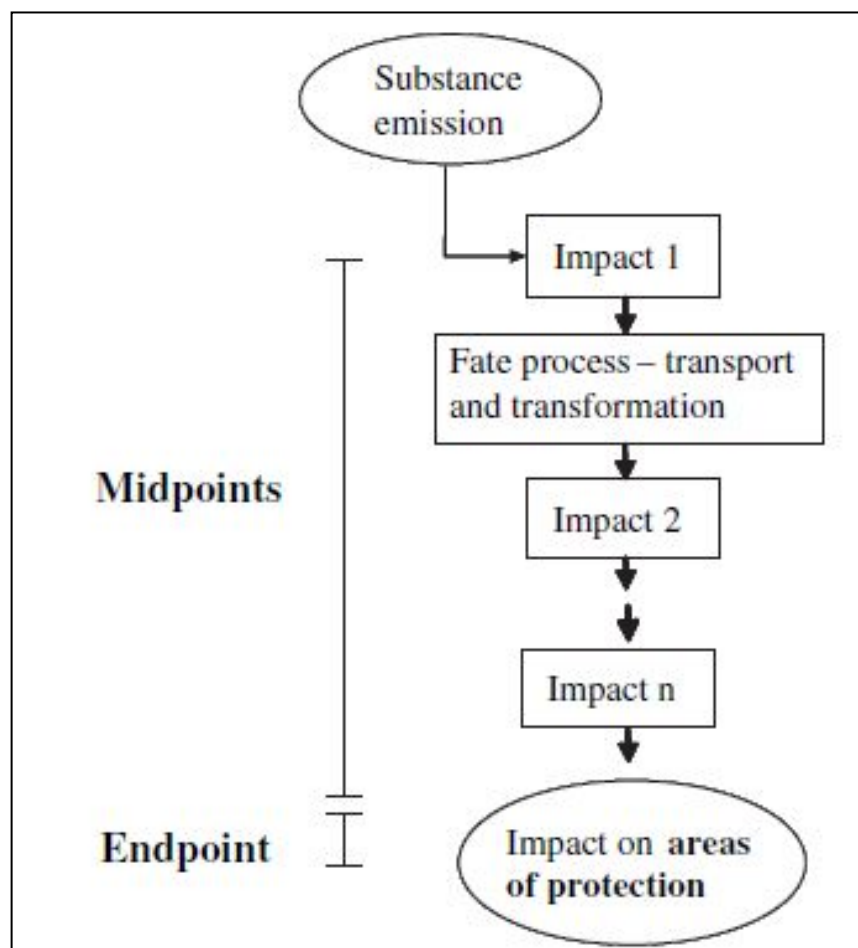 Substance
emission
Impact 1
Fate process – transport
and transformation
Midpoints
Impact 2
Impact n
Endpoint
Impact on areas
of protection